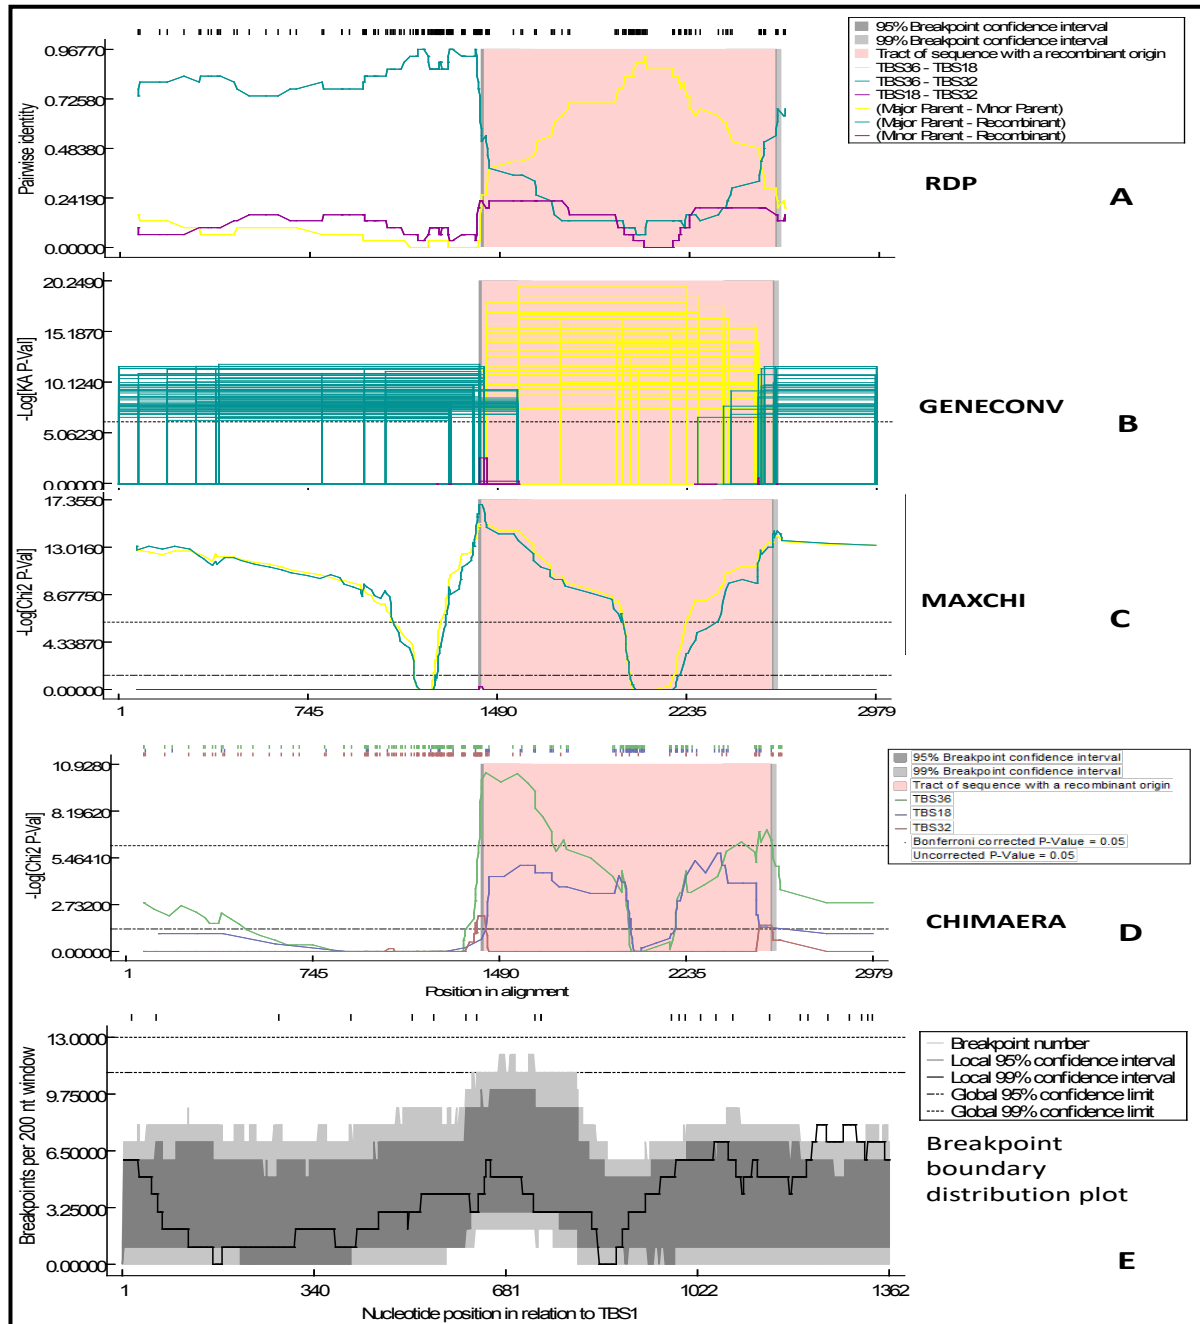 0.96770
0.72580
0.48380
0.24190
0.00000
Pairwise identity
95% Breakpoint confidence interval
99% Breakpoint confidence interval
Tract of sequence with a recombinant origin
TBS36 - TBS18
TBS36 - TBS32
TBS18 - TBS32
(Major Parent - Minor Parent)
(Major Parent - Recombinant)
(Minor Parent - Recombinant)
RDP
A
20.2490
15.1870
10.1240
5.06230
0.00000
-Log[KA P-Val]
GENECONV
B
17.3550
13.0160
8.67750
4.33870
0.00000
-Log[Chi2 P-Val]
1 745 1490 2235 2979
MAXCHI
C
10.9280
8.19620
5.46410
2.73200
0.00000
-Log[Chi2 P-Val]
1 745 1490 2235 2979
Position in alignment
95% Breakpoint confidence interval
99% Breakpoint confidence interval
Tract of sequence with a recombinant origin
TBS36
TBS18
TBS32
Bonferroni corrected P-Value = 0.05
Uncorrected P-Value = 0.05
CHIMAERA
D
13.0000
9.75000
6.50000
3.25000
0.00000
Breakpoints per 200 nt window
1 340 681 1022 1362
Nucleotide position in relation to TBS1
Breakpoint number
Local 95% confidence interval
Local 99% confidence interval
Global 95% confidence limit
Global 99% confidence limit
Breakpoint
boundary
distribution plot
E